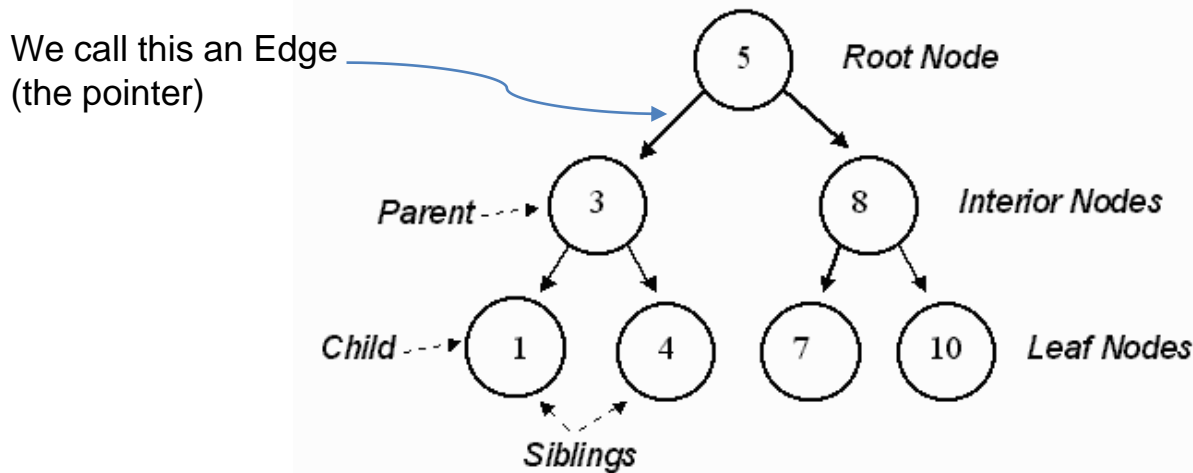 We call this an Edge
(the pointer)
5
Root Node
Parent
3
8
Interior Nodes
Child
1
4
7
10
Leaf Nodes
Siblings